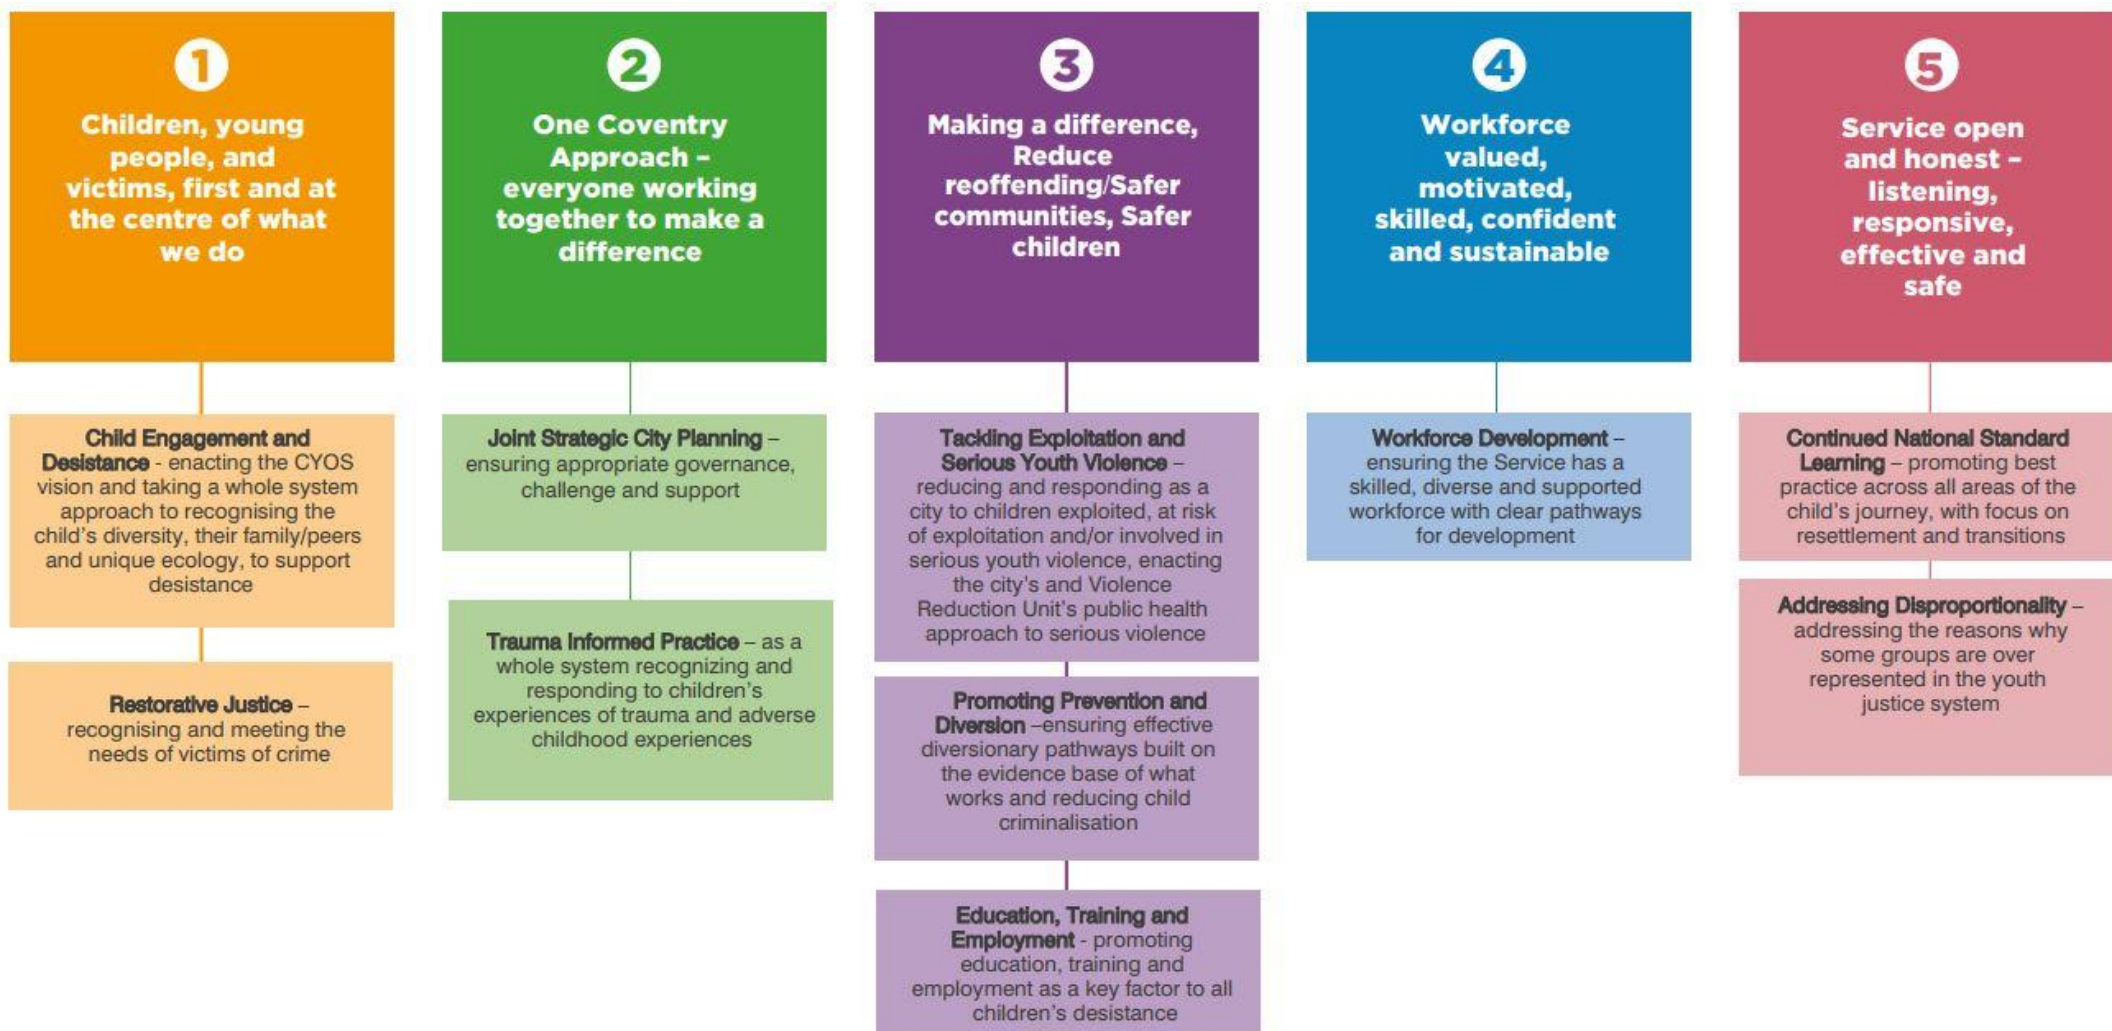 1
Children, young
people, and
victims, first and at
the centre of what
we do
Child Engagement and
Desistance - enacting the CYOS
vision and taking a whole system
approach to recognising the
child's diversity, their family/peers
and unique ecology, to support
desistance
Restorative Justice –
recognising and meeting the
needs of victims of crime
2
One Coventry
Approach –
everyone working
together to make a
difference
Joint Strategic City Planning –
ensuring appropriate governance,
challenge and support
Trauma Informed Practice – as a
whole system recognizing and
responding to children's
experiences of trauma and adverse
childhood experiences
3
Making a difference,
Reduce
reoffending/Safer
communities, Safer
children
Tackling Exploitation and
Serious Youth Violence –
reducing and responding as a
city to children exploited, at risk
of exploitation and/or involved in
serious youth violence, enacting
the city's and Violence
Reduction Unit's public health
approach to serious violence
Promoting Prevention and
Diversion –ensuring effective
diversionary pathways built on
the evidence base of what
works and reducing child
criminalisation
Education, Training and
Employment - promoting
education, training and
employment as a key factor to all
children's desistance
4
Workforce
valued,
motivated,
skilled, confident
and sustainable
Workforce Development –
ensuring the Service has a
skilled, diverse and supported
workforce with clear pathways
for development
5
Service open
and honest –
listening,
responsive,
effective and
safe
Continued National Standard
Learning – promoting best
practice across all areas of the
child's journey, with focus on
resettlement and transitions
Addressing Disproportionality –
addressing the reasons why
some groups are over
represented in the youth
justice system